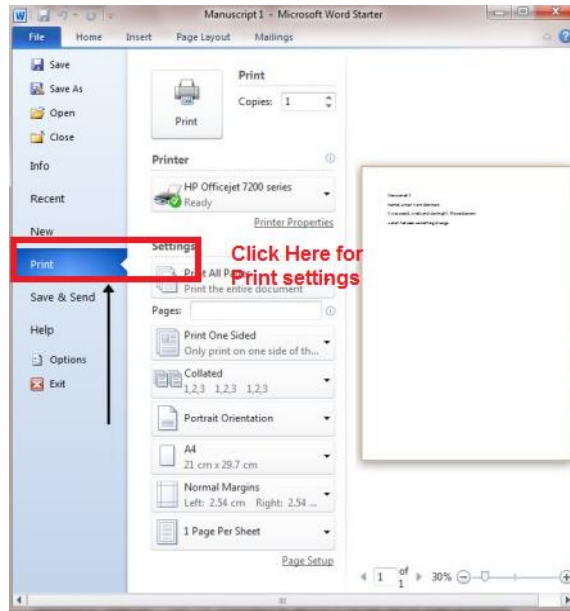 Manuscript 1 - Microsoft Word Starter
File Home Insert Page Layout Mailings
Save
Save As
Open
Close
Info
Recent
New
Print
Save & Send
Help
Options
Exit
Print
Print
Copies: 1
Printer
HP Officejet 7200 series
Ready
Printer Properties
Settings
Click Here for
Print settings
Print All Pages
Print the entire document
Pages:
Print One Sided
Only print on one side of th...
Collated
1,2,3 1,2,3 1,2,3
Portrait Orientation
A4
21 cm x 29.7 cm
Normal Margins
Left: 2.54 cm Right: 2.54 ...
1 Page Per Sheet
Page Setup
Manuscript 1
1 of 1 30%